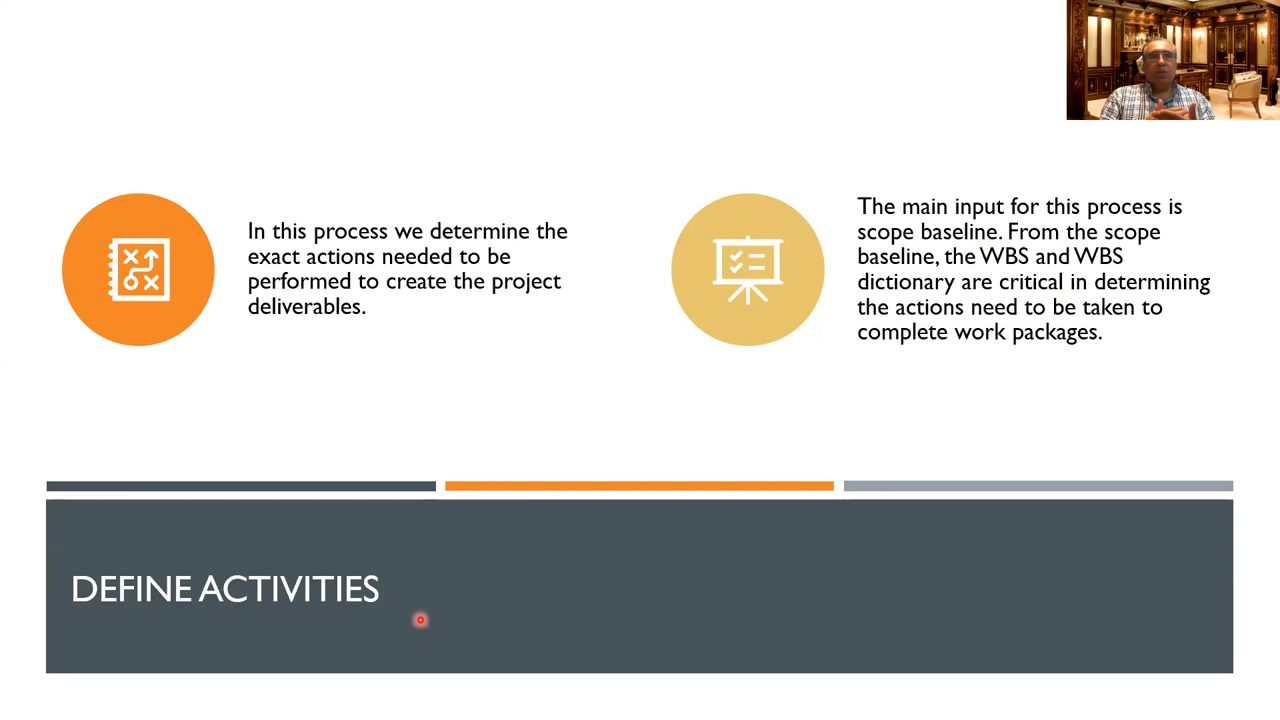 In this process we determine the
exact actions needed to be
performed to create the project
deliverables.
The main input for this process is
scope baseline. From the scope
baseline, the WBS and WBS
dictionary are critical in determining
the actions need to be taken to
complete work packages.
DEFINE ACTIVITIES